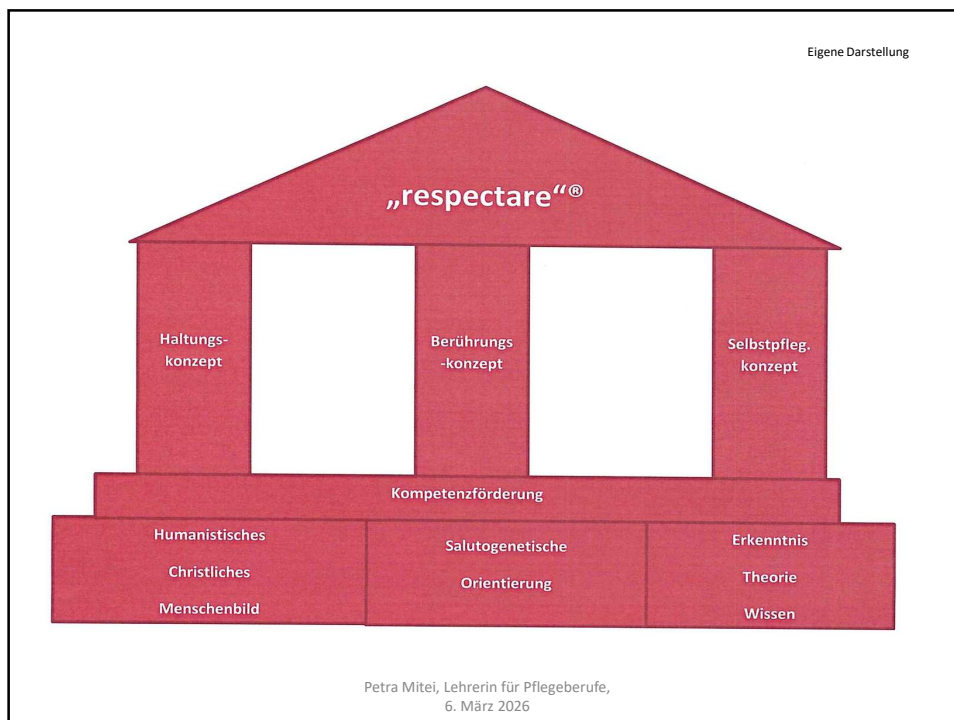 Eigene Darstellung
„respectare“®
Haltungs-
konzept
Berührungs
-konzept
Selbstpfleg.
konzept
Kompetenzförderung
Humanistisches
Christliches
Menschenbild
Salutogenetische
Orientierung
Erkenntnis
Theorie
Wissen
Petra Mitei, Lehrerin für Pflegeberufe,
6. März 2026